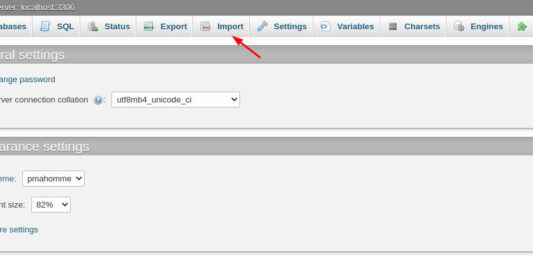 erver: localhost:3306
tabases SQL Status Export Import Settings Variables Charsets Engines
ral settings
ange password
rver connection collation : utf8mb4_unicode_ci
arance settings
eme: pmahomme
nt size: 82%
re settings